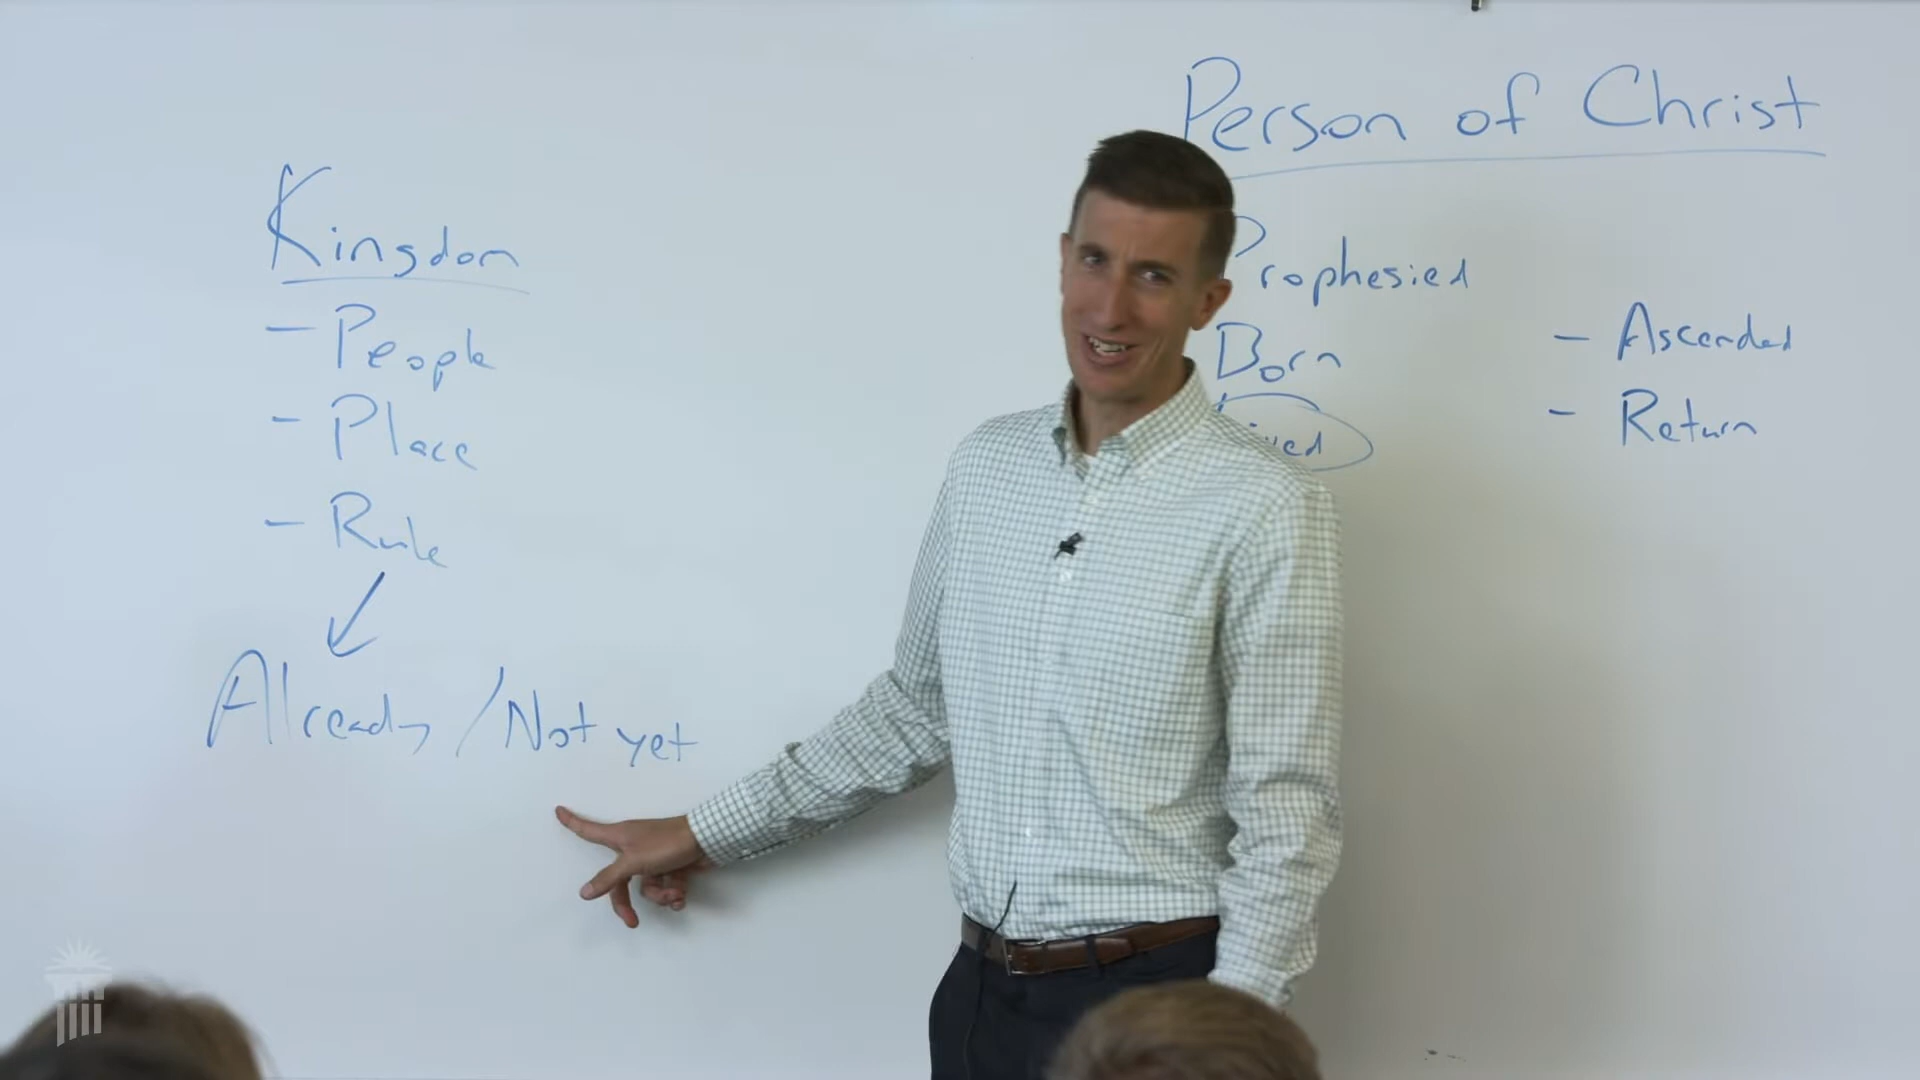 Kingdom
- People
- Place
- Rule
Already/Not yet
Person of Christ
Prophesied
Born
- Ascended
- Return